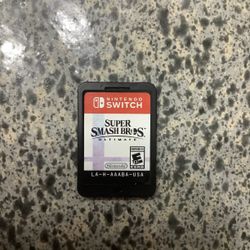 NINTENDO
SWITCH
SUPER
SMASH BROS.
ULTIMATE
Nintendo
E
LA-H-AAABA-USA